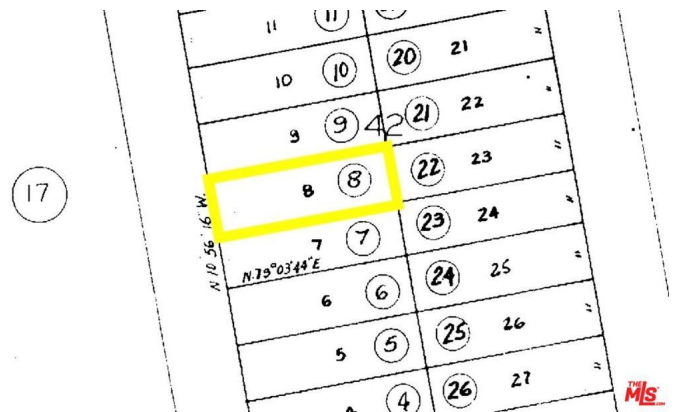 11 (11)
10 (10) (20) 21 "
9 (9) 42 (21) 22 "
8 (8) (22) 23 "
7 (7) (23) 24 "
N.79°03'44"E
6 (6) (24) 25 "
5 (5) (25) 26 "
(4) (26) 27 "
(17)
N 10 56' 16" W.
THE MLS .COM